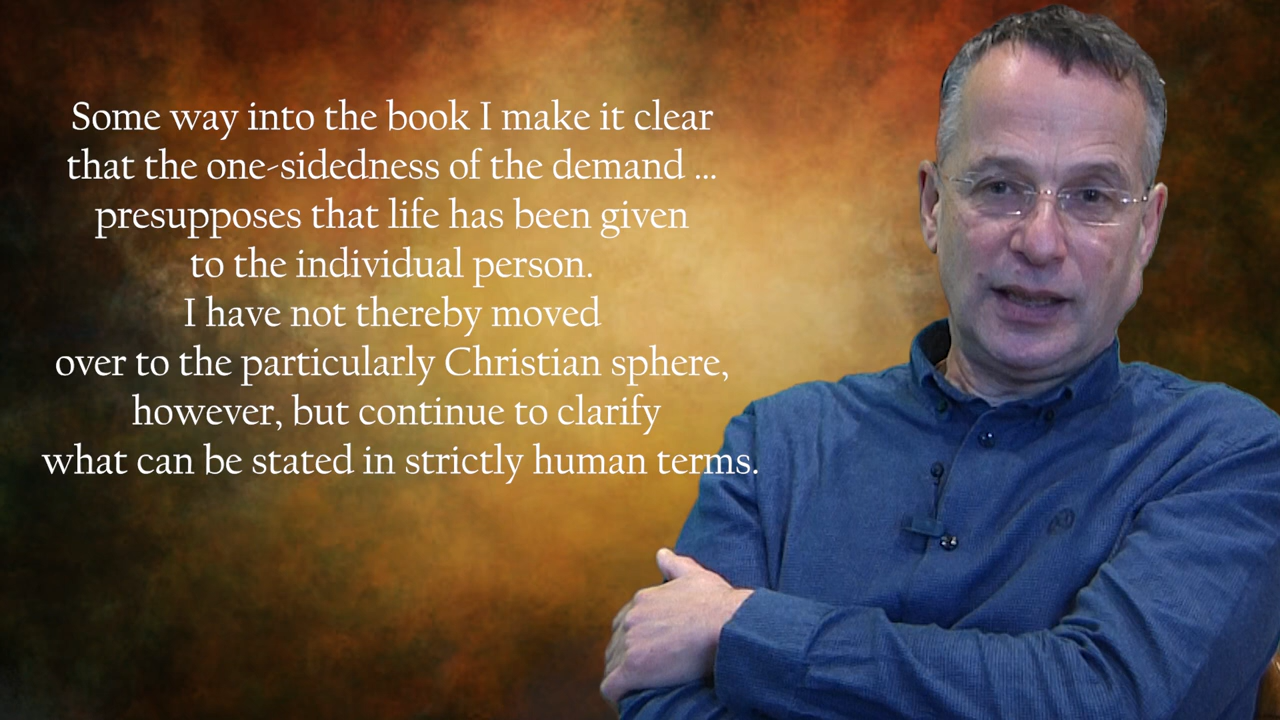 Some way into the book I make it clear
that the one-sidedness of the demand ...
presupposes that life has been given
to the individual person.
I have not thereby moved
over to the particularly Christian sphere,
however, but continue to clarify
what can be stated in strictly human terms.